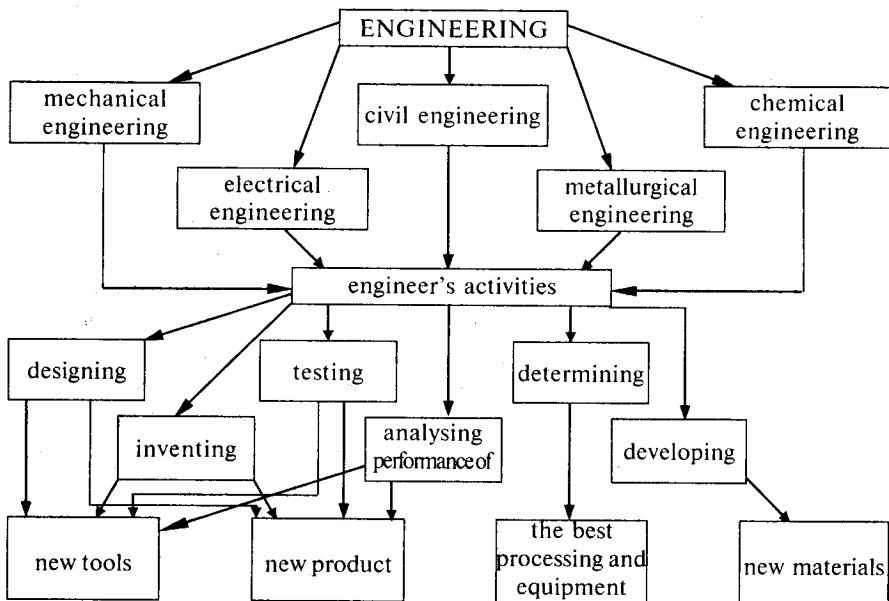 ENGINEERING
mechanical
engineering
civil engineering
chemical
engineering
electrical
engineering
metallurgical
engineering
engineer's activities
designing
testing
determining
inventing
analysing
performance of
developing
new tools
new product
the best
processing and
equipment
new materials